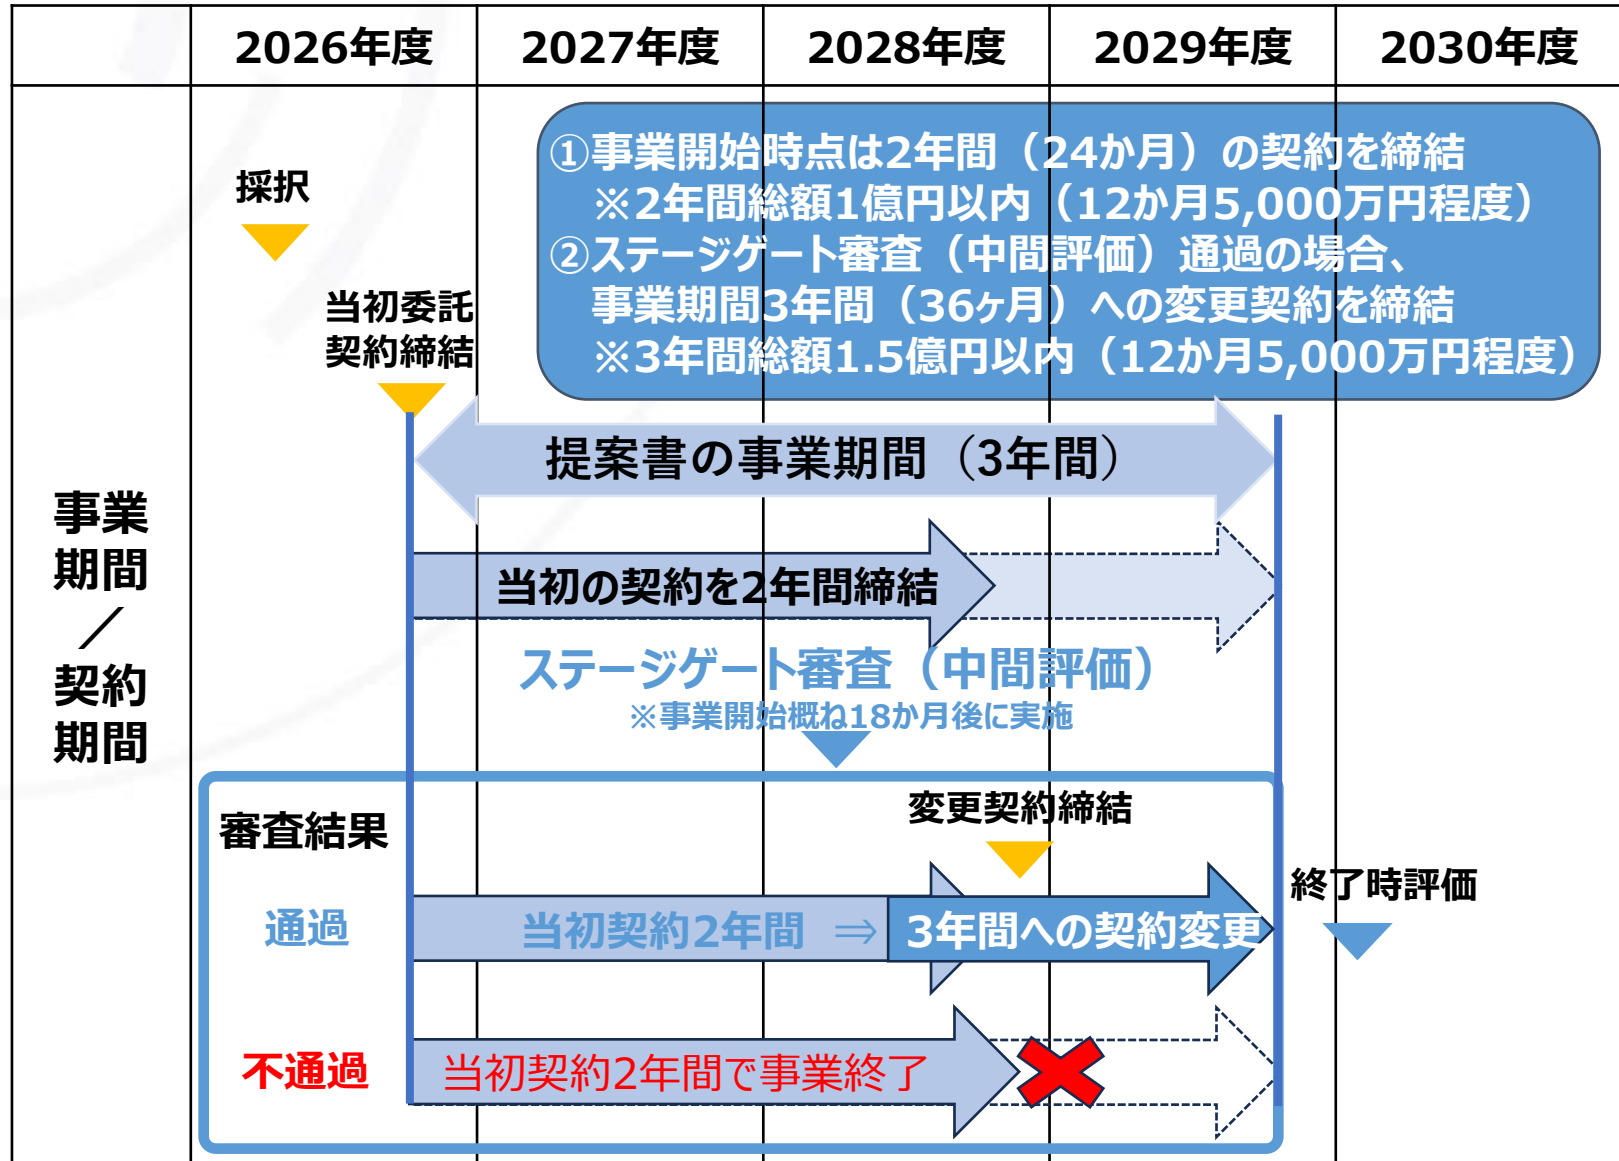 2026年度
2027年度
2028年度
2029年度
2030年度
事業
期間
／
契約
期間
採択
当初委託
契約締結
①事業開始時点は2年間（24か月）の契約を締結
※2年間総額1億円以内（12か月5,000万円程度）
②ステージゲート審査（中間評価）通過の場合、
事業期間3年間（36ヶ月）への変更契約を締結
※3年間総額1.5億円以内（12か月5,000万円程度）
提案書の事業期間（3年間）
当初の契約を2年間締結
ステージゲート審査（中間評価）
※事業開始概ね18か月後に実施
審査結果
変更契約締結
終了時評価
通過
当初契約2年間 ⇒
3年間への契約変更
不通過
当初契約2年間で事業終了